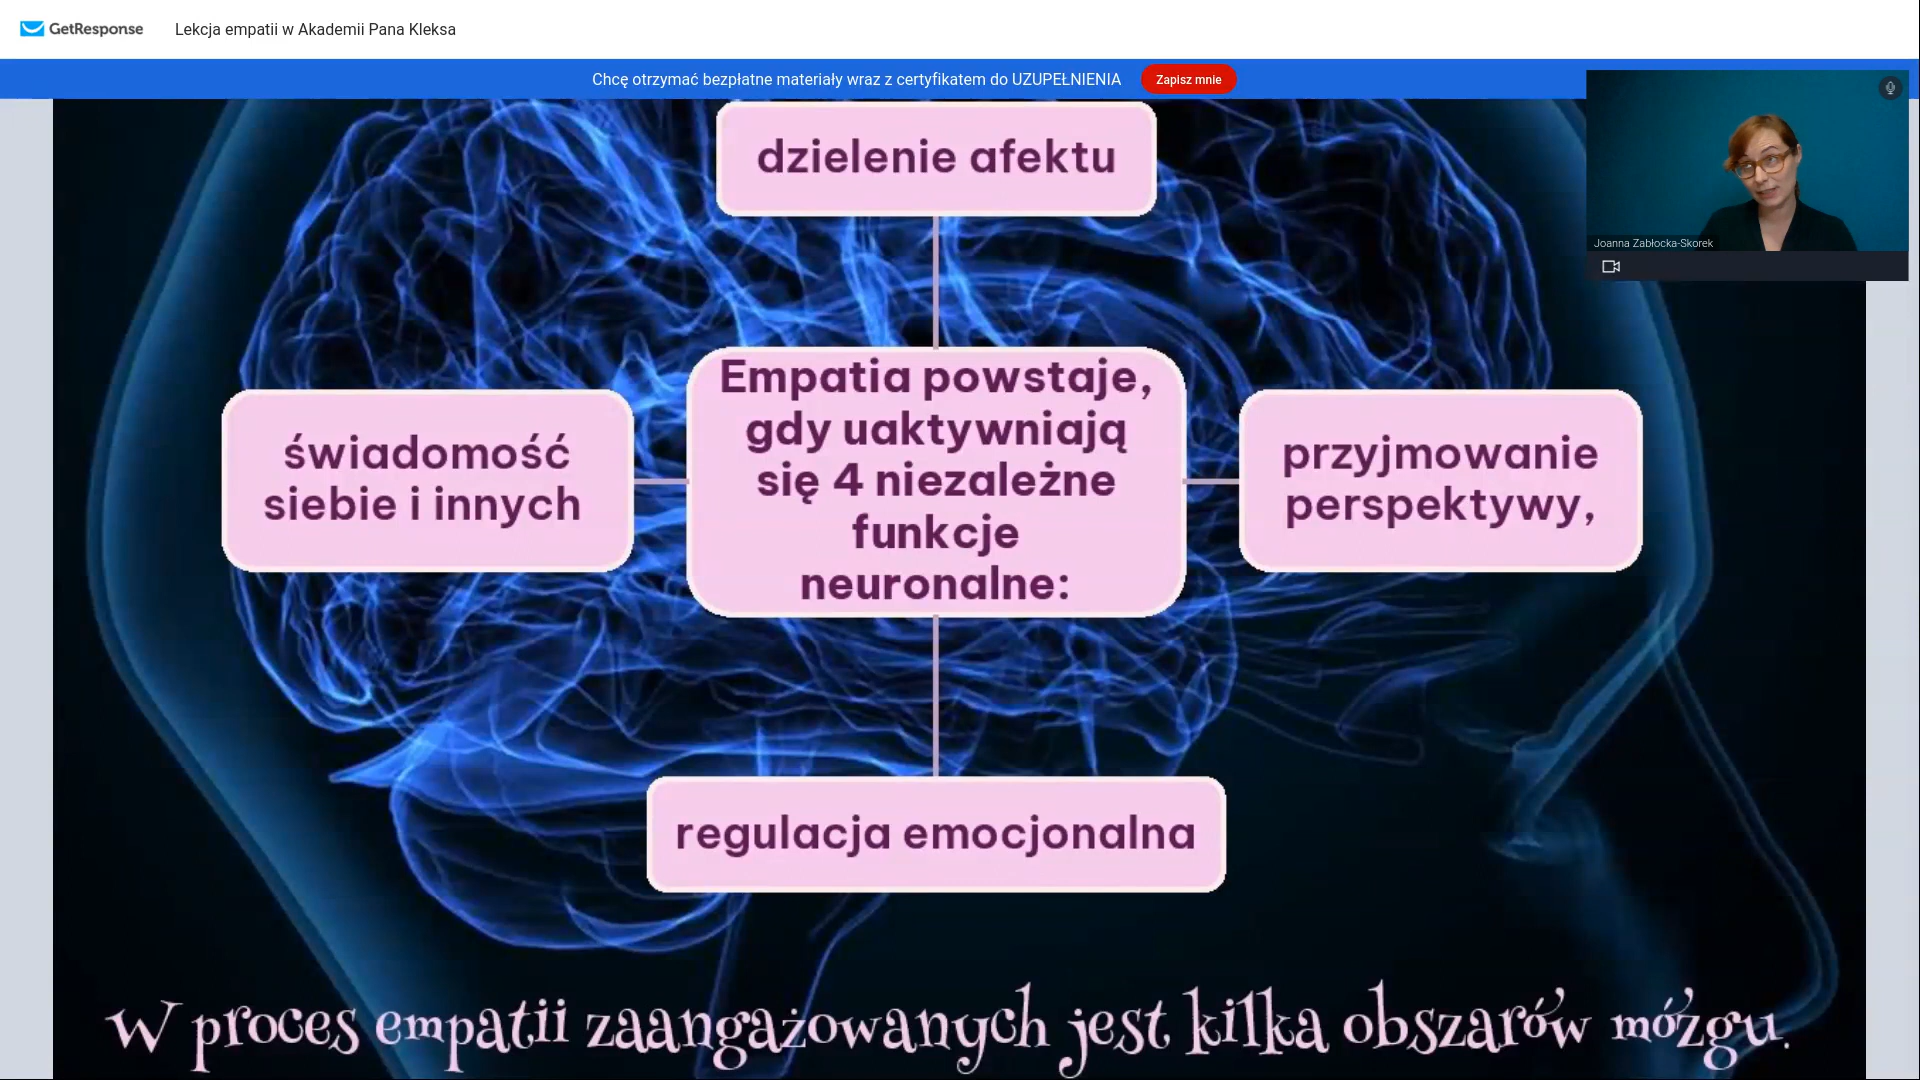 GetResponse
Lekcja empatii w Akademii Pana Kleksa
Chcę otrzymać bezpłatne materiały wraz z certyfikatem do UZUPEŁNIENIA
Zapisz mnie
Joanna Zabłocka-Skorek
dzielenie afektu
świadomość
siebie i innych
Empatia powstaje,
gdy uaktywniają
się 4 niezależne
funkcje
neuronalne:
przyjmowanie
perspektywy,
regulacja emocjonalna
W proces empatii zaangażowanych jest kilka obszarów mózgu.